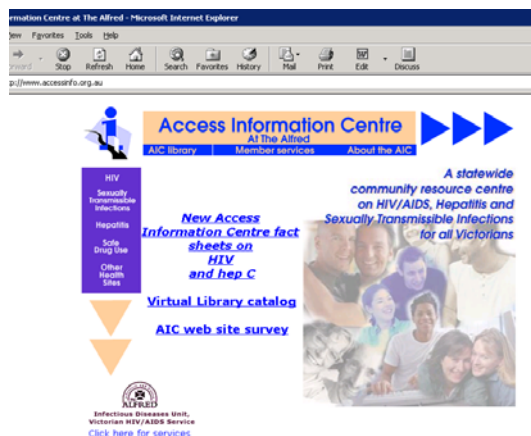 rmation Centre at The Alfred - Microsoft Internet Explorer
iew Favorites Tools Help
orward Stop Refresh Home Search Favorites History Mail Print Edit Discuss
tp://www.accessinfo.org.au
Access Information Centre
At The Alfred
AIC library Member services About the AIC
HIV
Sexually
Transmissible
Infections
Hepatitis
Safe
Drug Use
Other
Health
Sites
A statewide
community resource centre
on HIV/AIDS, Hepatitis and
Sexually Transmissible Infections
for all Victorians
New Access
Information Centre fact
sheets on
HIV
and hep C
Virtual Library catalog
AIC web site survey
ALFRED
Infectious Diseases Unit,
Victorian HIV/AIDS Service
Click here for services